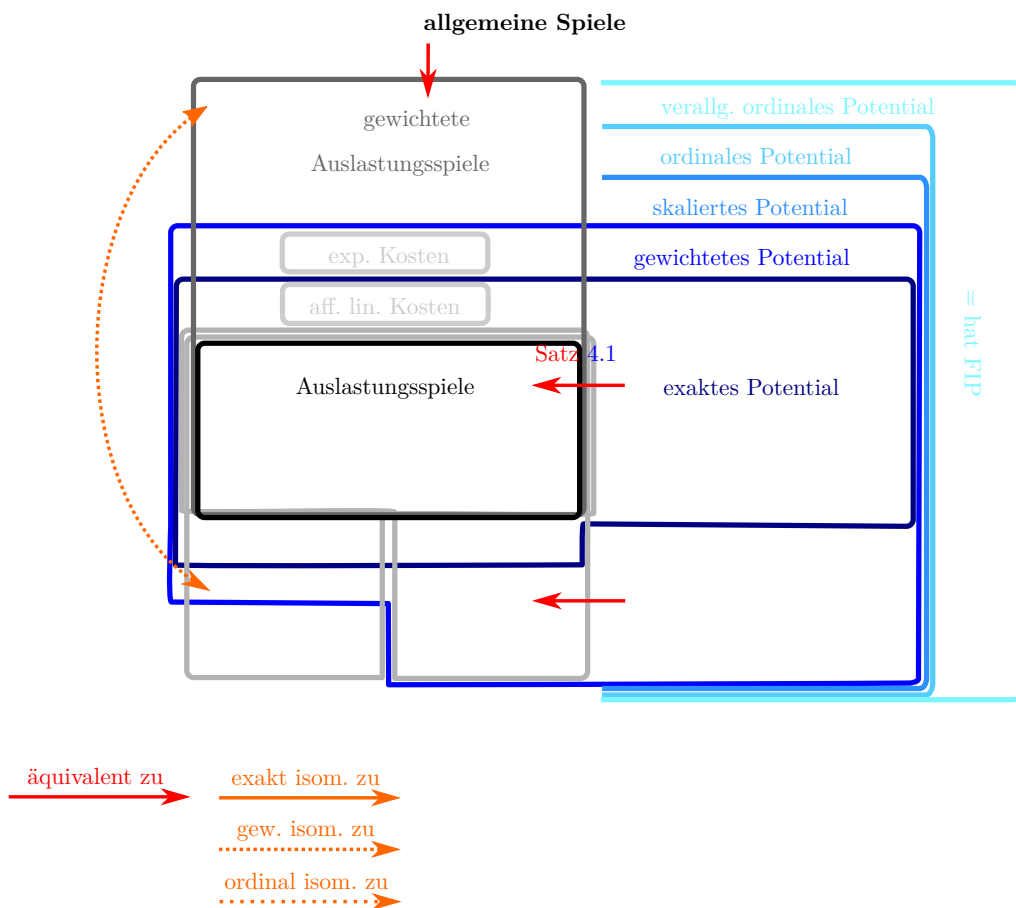 allgemeine Spiele
verallg. ordinales Potential
gewichtete
ordinales Potential
Auslastungsspiele
skaliertes Potential
exp. Kosten
gewichtetes Potential
aff. lin. Kosten
= hat FIP
Satz 4.1
Auslastungsspiele
exaktes Potential
äquivalent zu
exakt isom. zu
gew. isom. zu
ordinal isom. zu